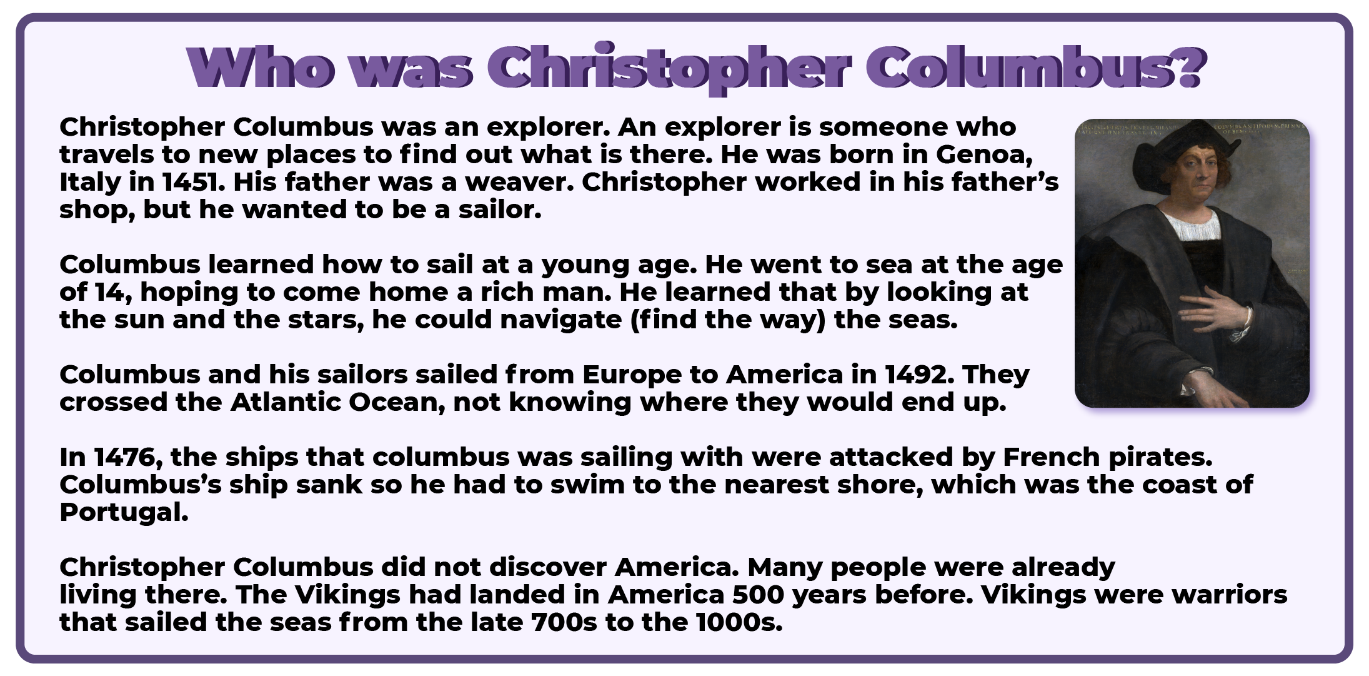 Who was Christopher Columbus?
Christopher Columbus was an explorer. An explorer is someone who
travels to new places to find out what is there. He was born in Genoa,
Italy in 1451. His father was a weaver. Christopher worked in his father’s
shop, but he wanted to be a sailor.
Columbus learned how to sail at a young age. He went to sea at the age
of 14, hoping to come home a rich man. He learned that by looking at
the sun and the stars, he could navigate (find the way) the seas.
Columbus and his sailors sailed from Europe to America in 1492. They
crossed the Atlantic Ocean, not knowing where they would end up.
In 1476, the ships that columbus was sailing with were attacked by French pirates.
Columbus’s ship sank so he had to swim to the nearest shore, which was the coast of
Portugal.
Christopher Columbus did not discover America. Many people were already
living there. The Vikings had landed in America 500 years before. Vikings were warriors
that sailed the seas from the late 700s to the 1000s.